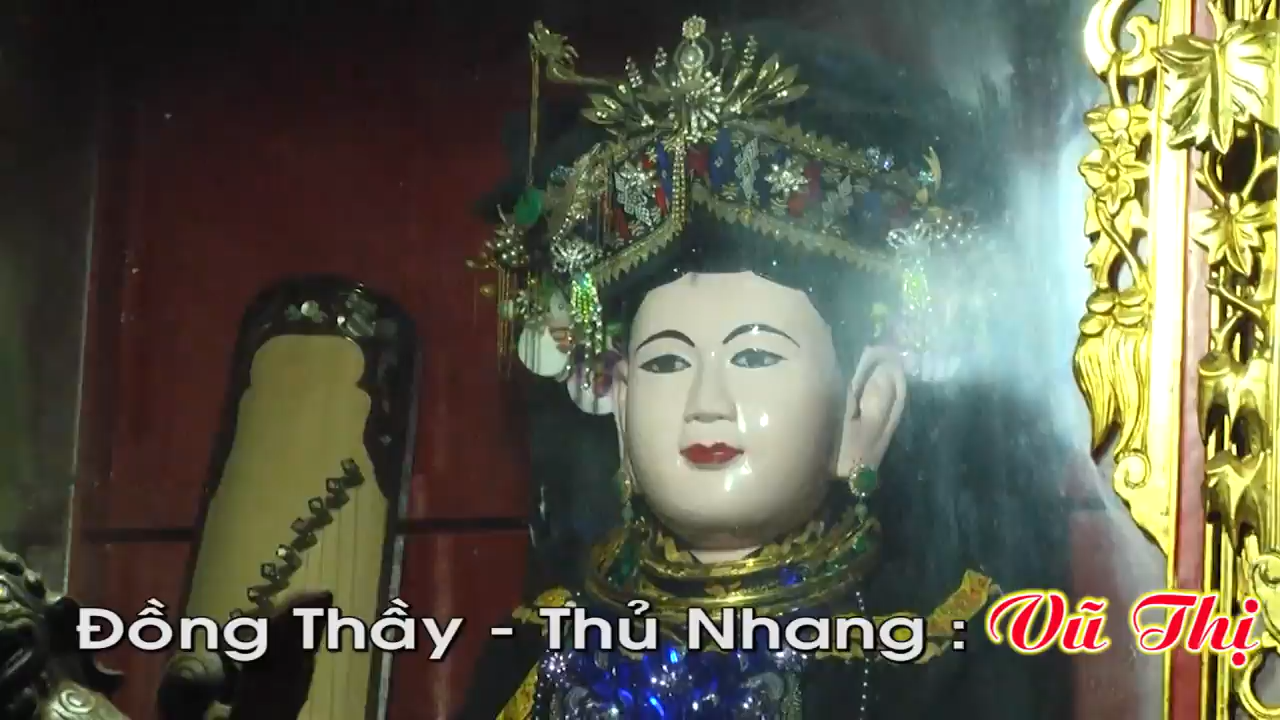 Đồng Thầy - Thủ Nhang : Vũ Thị